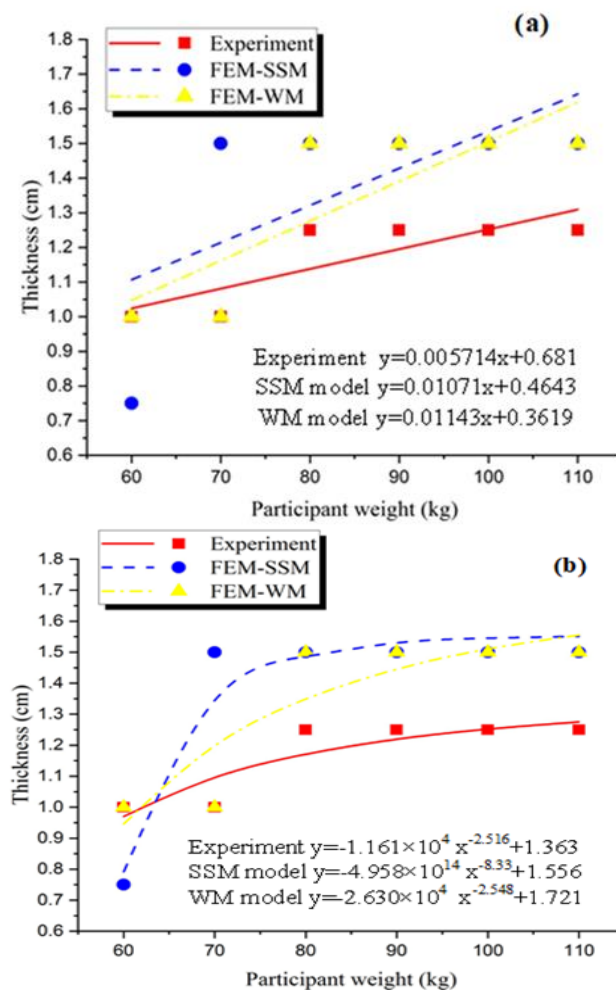 (a)
Experiment
FEM-SSM
FEM-WM
1.8
1.7
1.6
1.5
1.4
1.3
1.2
1.1
1.0
0.9
0.8
0.7
0.6
Thickness (cm)
Experiment y=0.005714x+0.681
SSM model y=0.01071x+0.4643
WM model y=0.01143x+0.3619
60 70 80 90 100 110
Participant weight (kg)
(b)
Experiment
FEM-SSM
FEM-WM
1.8
1.7
1.6
1.5
1.4
1.3
1.2
1.1
1.0
0.9
0.8
0.7
0.6
Thickness (cm)
Experiment y=-1.161×10⁴ x⁻²·⁵¹⁶+1.363
SSM model y=-4.958×10¹⁴ x⁻⁸·³³+1.556
WM model y=-2.630×10⁴ x⁻²·⁵⁴⁸+1.721
60 70 80 90 100 110
Participant weight (kg)